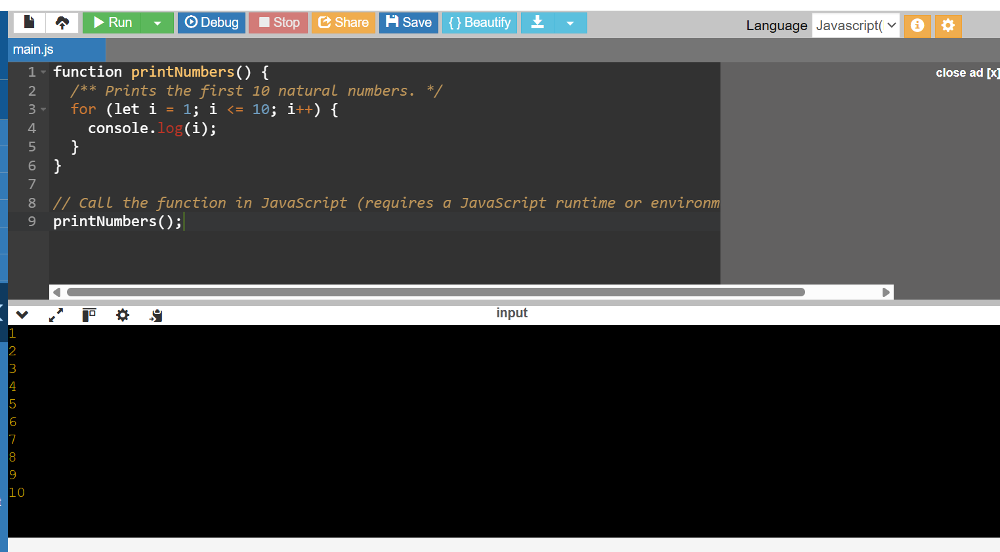 Run Debug Stop Share Save { } Beautify Language Javascript(
main.js
close ad [x]
1 function printNumbers() {
2 /** Prints the first 10 natural numbers. */
3 for (let i = 1; i <= 10; i++) {
4 console.log(i);
5 }
6 }
7
8 // Call the function in JavaScript (requires a JavaScript runtime or environm
9 printNumbers();
input
1
2
3
4
5
6
7
8
9
10